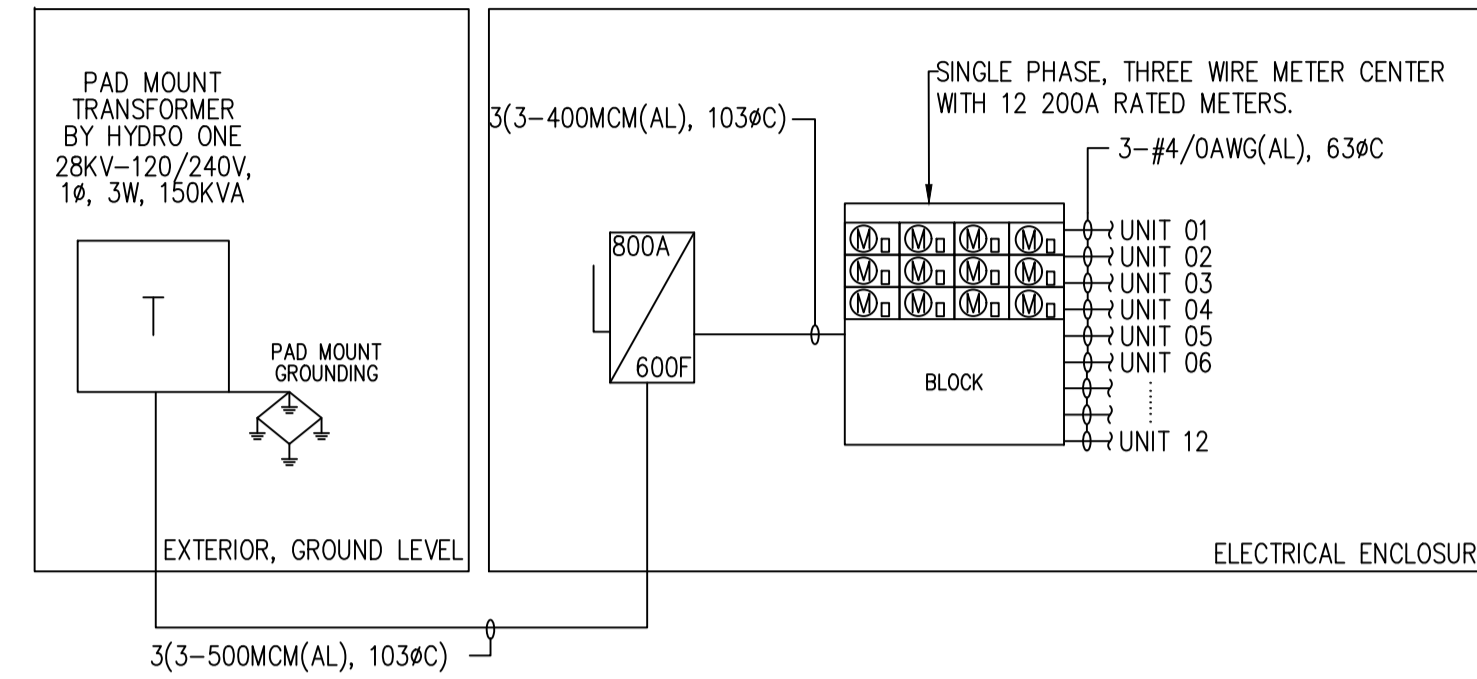 PAD MOUNT
TRANSFORMER
BY HYDRO ONE
28KV-120/240V,
1ø, 3W, 150KVA
T
PAD MOUNT
GROUNDING
EXTERIOR, GROUND LEVEL
3(3-500MCM(AL), 103øC)
3(3-400MCM(AL), 103øC)
800A
600F
SINGLE PHASE, THREE WIRE METER CENTER
WITH 12 200A RATED METERS.
3-#4/0AWG(AL), 63øC
M M M M
M M M M
M M M M
BLOCK
UNIT 01
UNIT 02
UNIT 03
UNIT 04
UNIT 05
UNIT 06
UNIT 12
ELECTRICAL ENCLOSUR